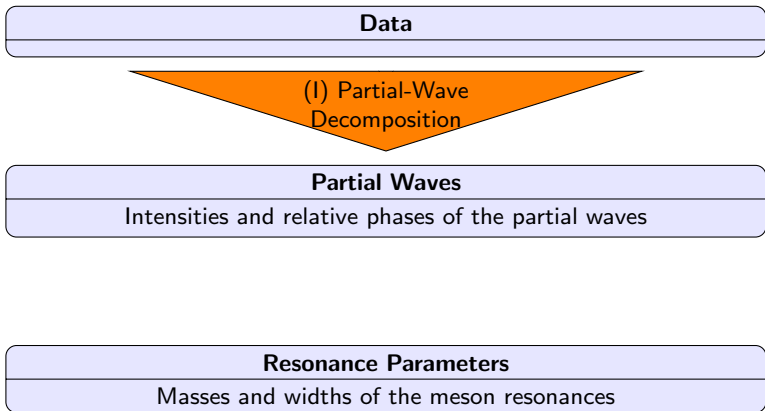 Data
(I) Partial-Wave
Decomposition
Partial Waves
Intensities and relative phases of the partial waves
Resonance Parameters
Masses and widths of the meson resonances